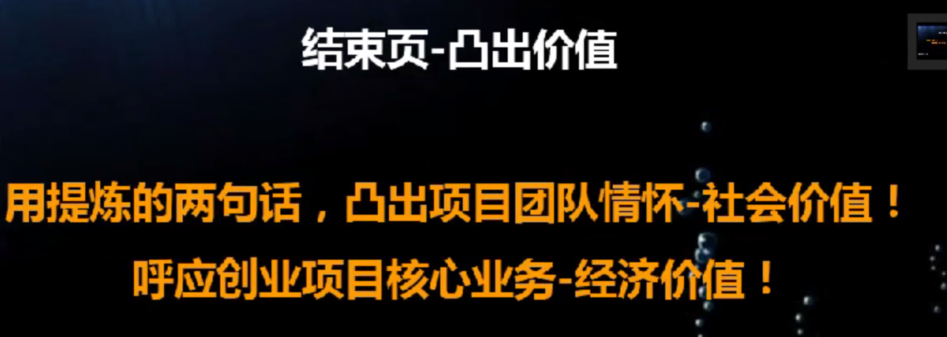 结束页-凸出价值
用提炼的两句话，凸出项目团队情怀-社会价值！
呼应创业项目核心业务-经济价值！